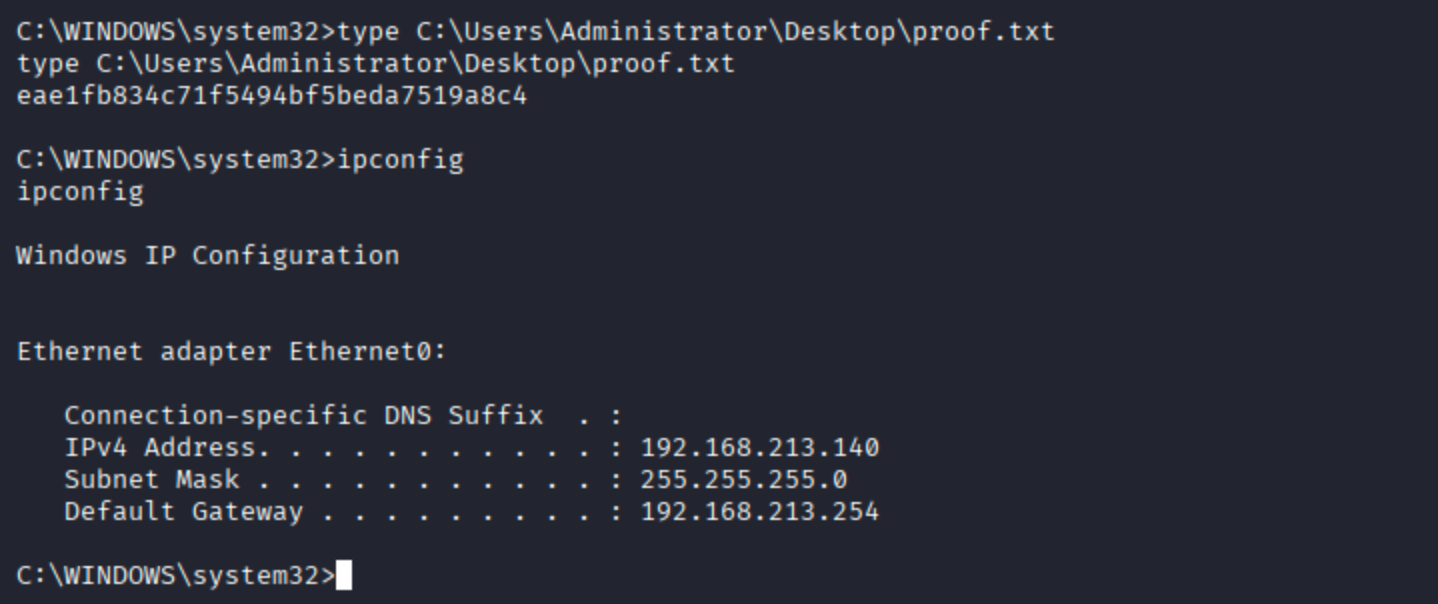 C:\WINDOWS\system32>type C:\Users\Administrator\Desktop\proof.txt
type C:\Users\Administrator\Desktop\proof.txt
eae1fb834c71f5494bf5beda7519a8c4
C:\WINDOWS\system32>ipconfig
ipconfig
Windows IP Configuration
Ethernet adapter Ethernet0:
   Connection-specific DNS Suffix  . :
   IPv4 Address. . . . . . . . . . . : 192.168.213.140
   Subnet Mask . . . . . . . . . . . : 255.255.255.0
   Default Gateway . . . . . . . . . : 192.168.213.254
C:\WINDOWS\system32>